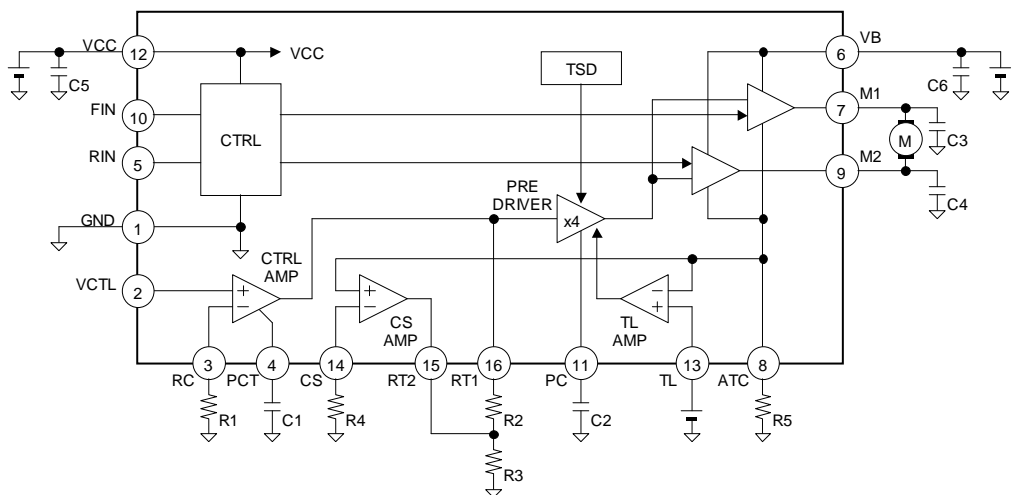 VCC
12
VCC
TSD
VB
6
C5
C6
FIN
10
CTRL
M1
7
M
C3
RIN
5
M2
9
C4
PRE
DRIVER
x4
GND
1
VCTL
2
CTRL
AMP
+
−
+
−
CS
AMP
−
+
TL
AMP
3
4
14
15
16
11
13
8
RC
PCT
CS
RT2
RT1
PC
TL
ATC
R1
C1
R4
R2
C2
R5
R3